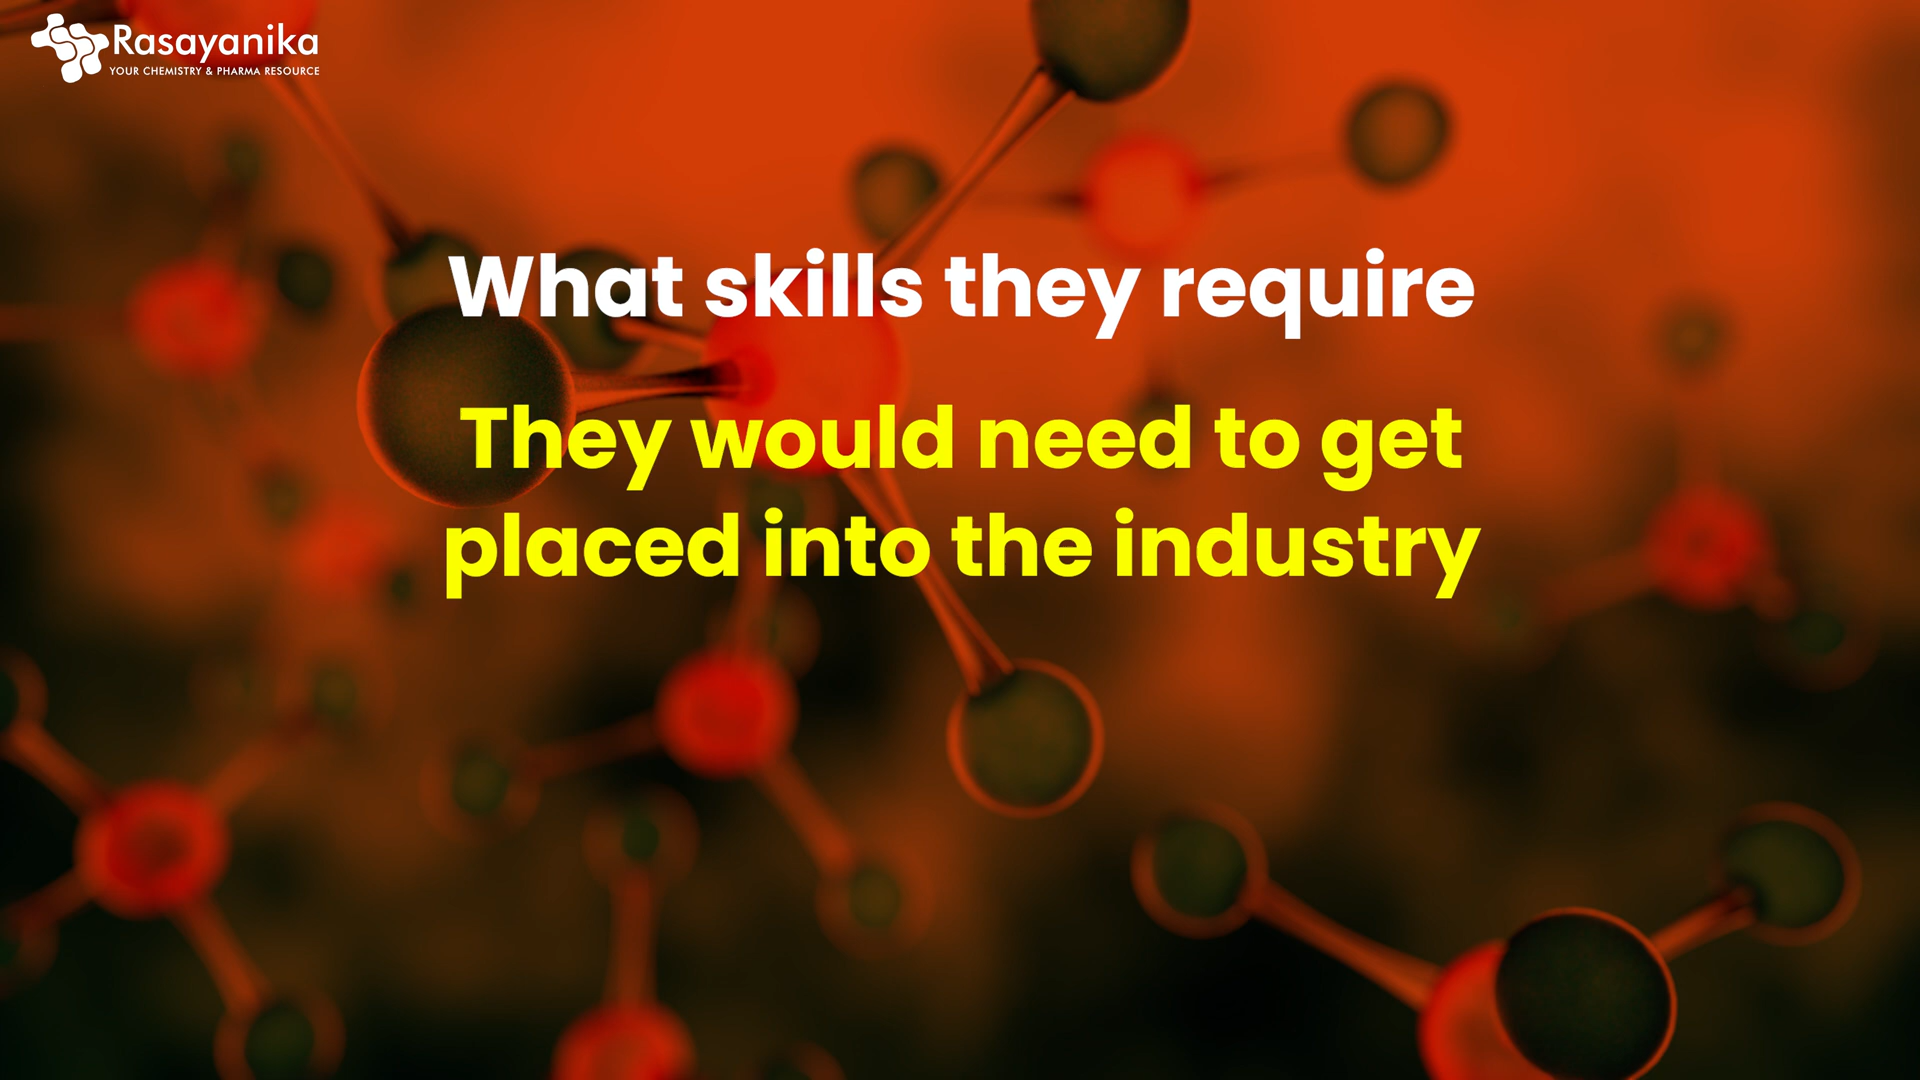 Rasayanika
YOUR CHEMISTRY & PHARMA RESOURCE
What skills they require
They would need to get
placed into the industry